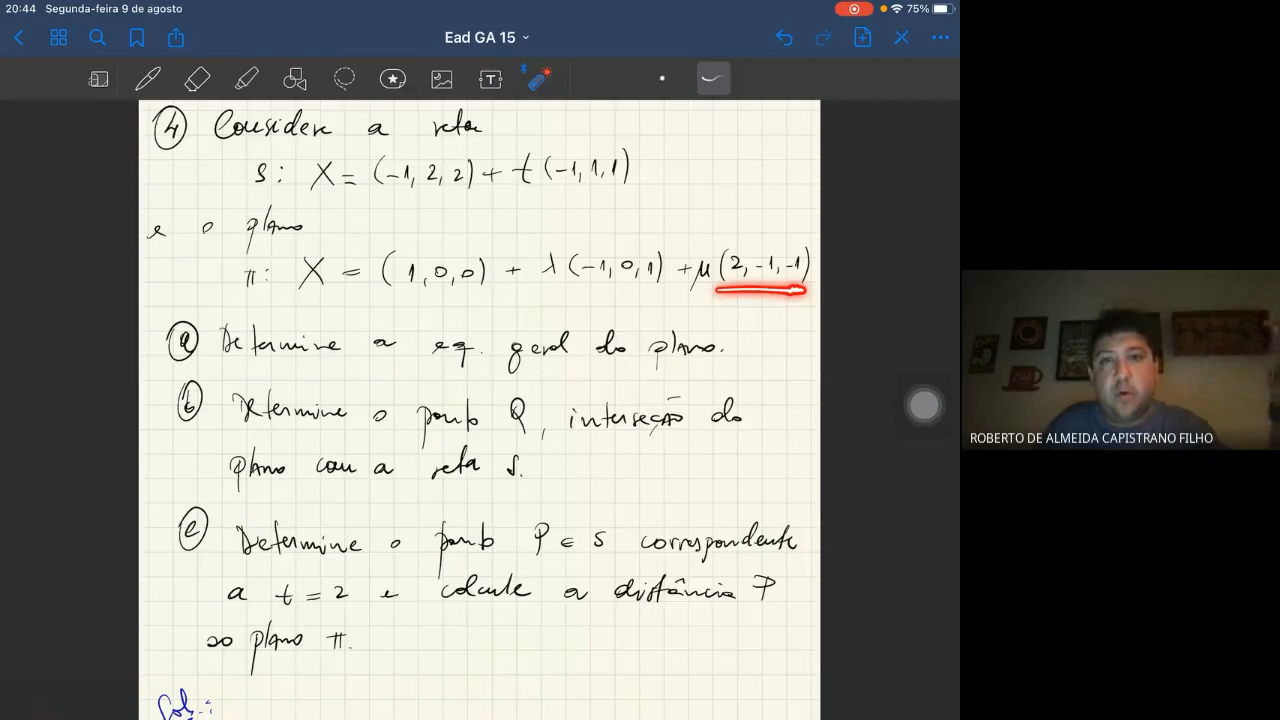 20:44 Segunda-feira 9 de agosto
75%
Ead GA 15
T
4 Considere a reta
s: X = (-1, 2, 2) + t (-1, 1, 1)
e o plano
π: X = (1, 0, 0) + λ (-1, 0, 1) + μ (2, -1, -1)
a Determine a eq. geral do plano.
b Determine o ponto Q, interseção do
plano com a reta s.
c Determine o ponto P ∈ s correspondente
a t = 2 e calcule a distância P
ao plano π.
Sol.:
ROBERTO DE ALMEIDA CAPISTRANO FILHO